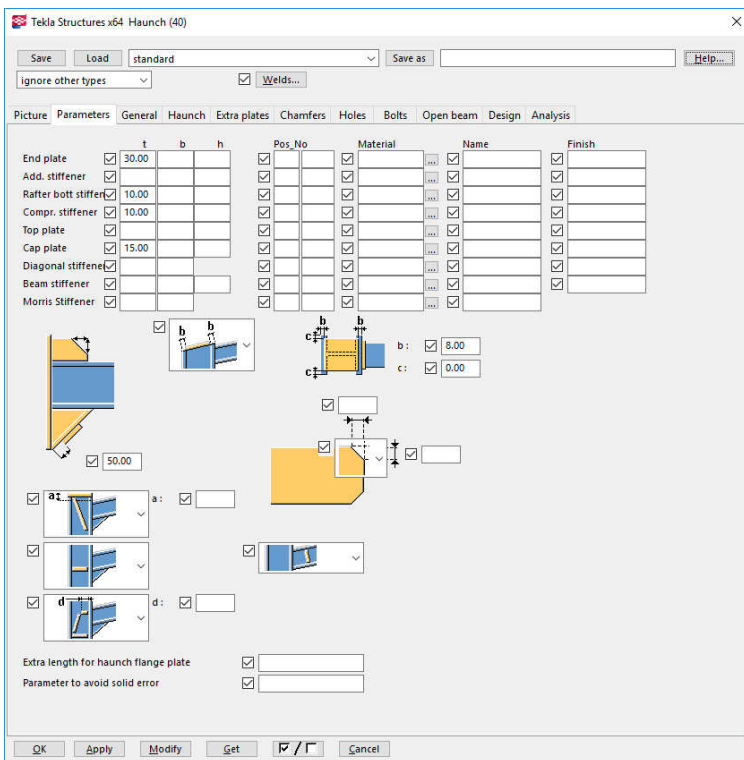 Tekla Structures x64 Haunch (40)
Save Load standard Save as Help...
ignore other types Welds...
Picture Parameters General Haunch Extra plates Chamfers Holes Bolts Open beam Design Analysis
t b h Pos_No Material Name Finish
End plate 30.00 ...
Add. stiffener ...
Rafter bott stiffen 10.00 ...
Compr. stiffener 10.00 ...
Top plate ...
Cap plate 15.00 ...
Diagonal stiffener ...
Beam stiffener ...
Morris Stiffener ...
b b
b b
c b : 8.00
c c : 0.00
50.00
a a :
d d :
Extra length for haunch flange plate
Parameter to avoid solid error
OK Apply Modify Get / Cancel